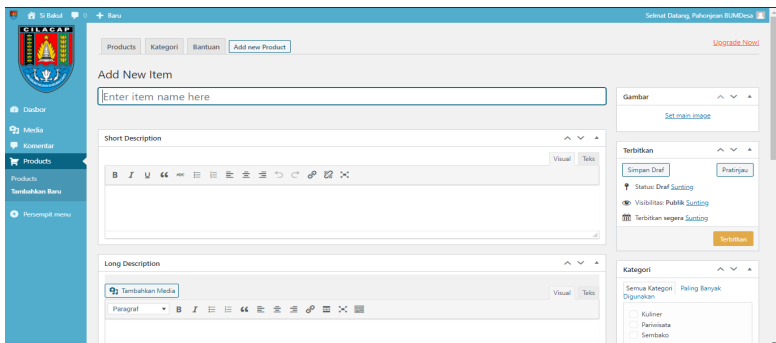 Si Bakul 0 + Baru Selmat Datang, Pahonjean BUMDesa
CILACAP
Products Kategori Bantuan Add new Product
Upgrade Now!
Add New Item
Enter item name here
Dasbor
Media
Komentar
Products
Products
Tambahkan Baru
Persempit menu
Short Description
Visual Teks
B I U ABC
Long Description
Tambahkan Media
Visual Teks
Paragraf B I
Gambar
Set main image
Terbitkan
Simpan Draf Pratinjau
Status: Draf Sunting
Visibilitas: Publik Sunting
Terbitkan segera Sunting
Terbitkan
Kategori
Semua Kategori Paling Banyak
Digunakan
Kuliner
Pariwisata
Sembako